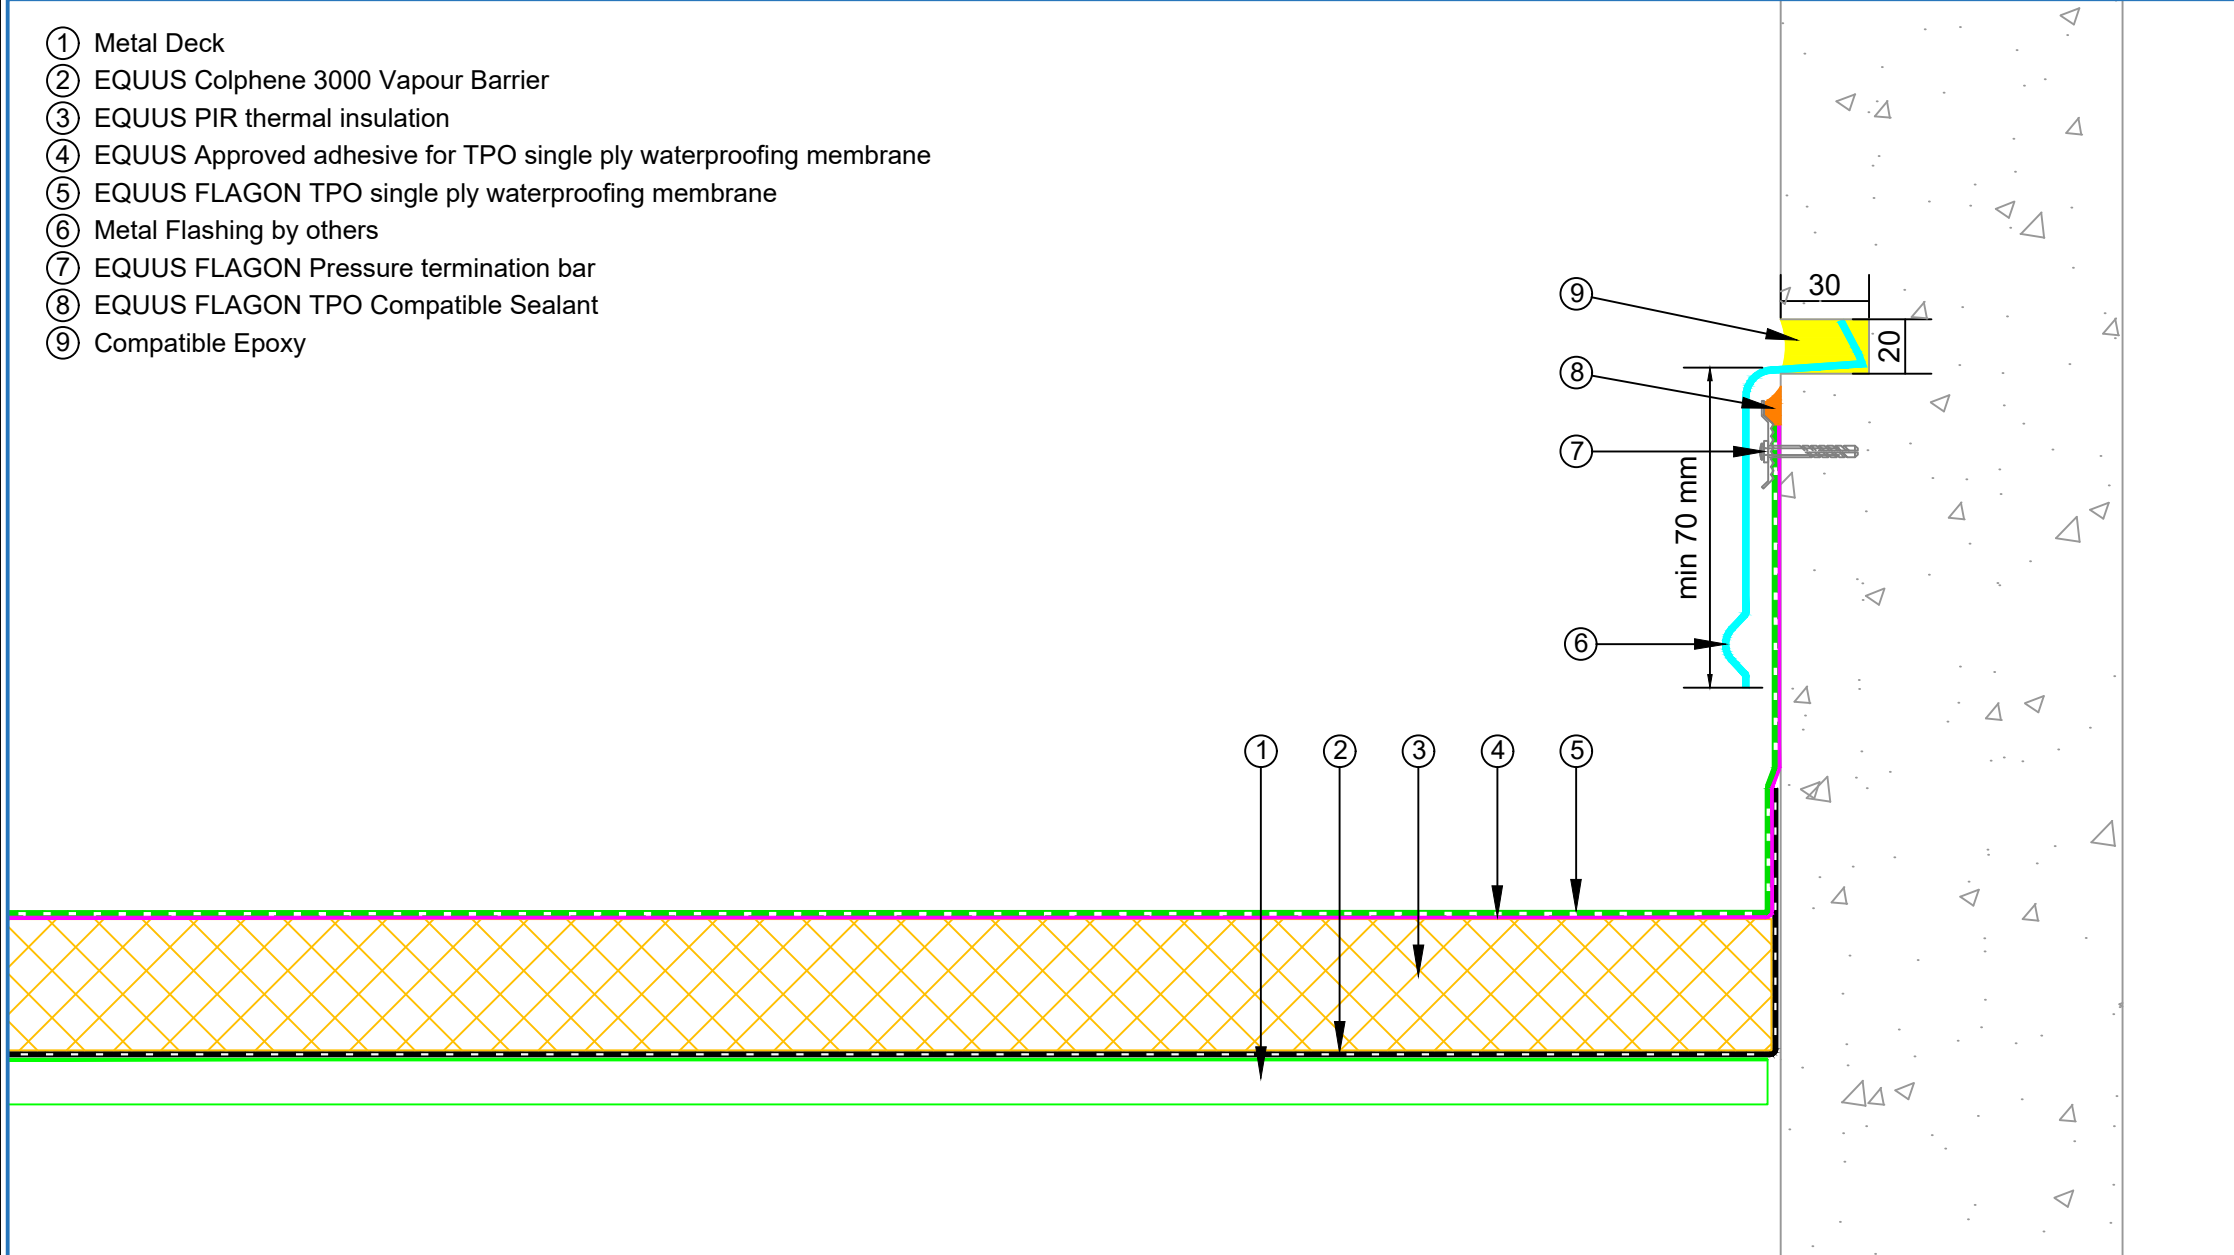 1 Metal Deck
2 EQUUS Colphene 3000 Vapour Barrier
3 EQUUS PIR thermal insulation
4 EQUUS Approved adhesive for TPO single ply waterproofing membrane
5 EQUUS FLAGON TPO single ply waterproofing membrane
6 Metal Flashing by others
7 EQUUS FLAGON Pressure termination bar
8 EQUUS FLAGON TPO Compatible Sealant
9 Compatible Epoxy
9
30
20
8
7
min 70 mm
6
1 2 3 4 5